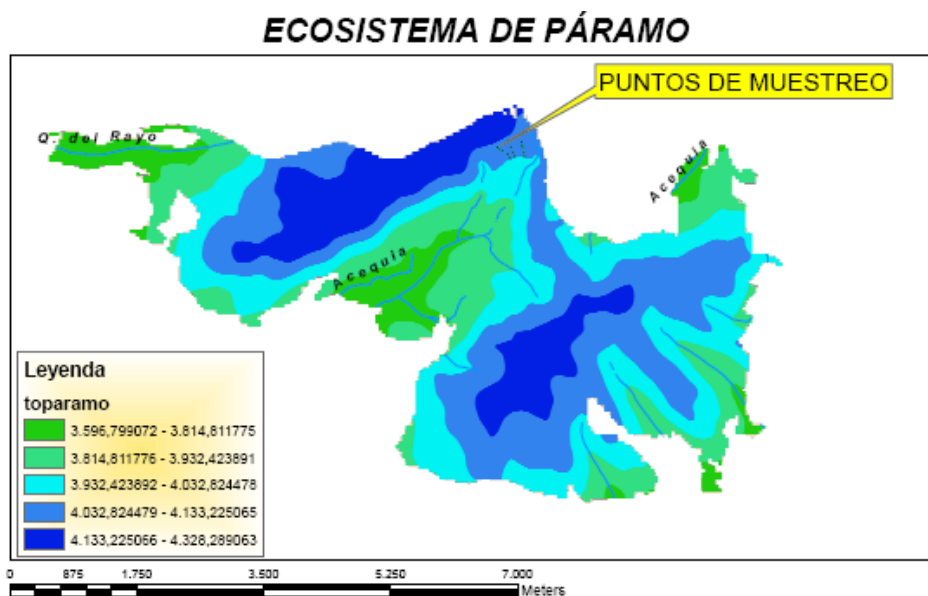 ECOSISTEMA DE PÁRAMO
PUNTOS DE MUESTREO
Q. del Rayo
Acequia
Acequia
Leyenda
toparamo
3.596,799072 - 3.814,811775
3.814,811776 - 3.932,423891
3.932,423892 - 4.032,824478
4.032,824479 - 4.133,225065
4.133,225066 - 4.328,289063
0 875 1.750 3.500 5.250 7.000
Meters